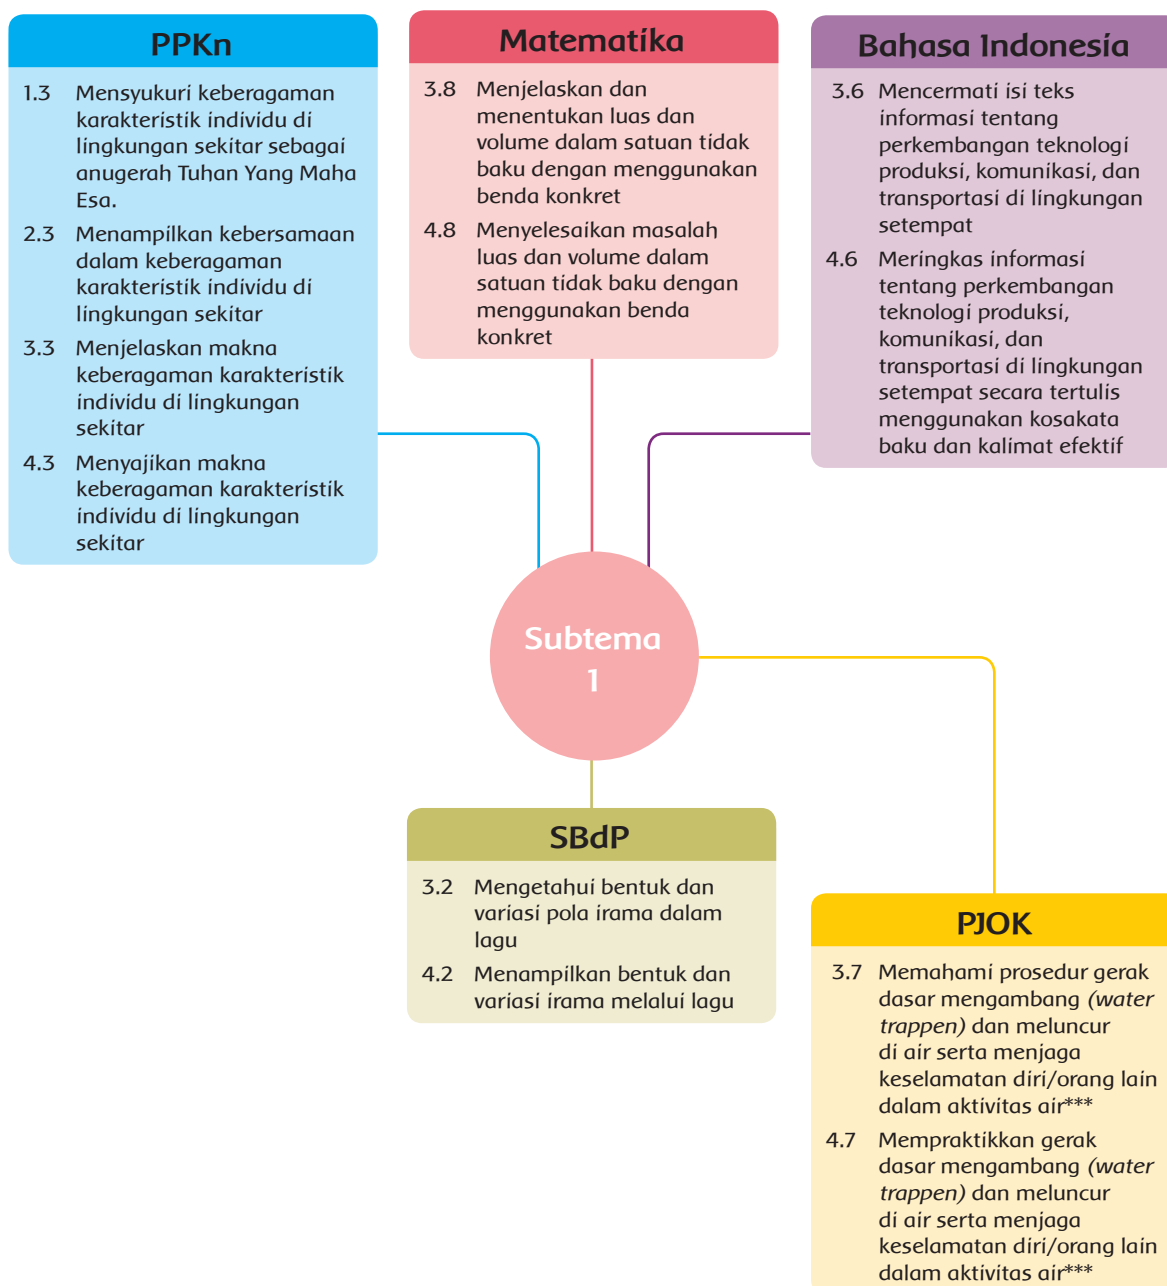 PPKn
1.3 Mensyukuri keberagaman
karakteristik individu di
lingkungan sekitar sebagai
anugerah Tuhan Yang Maha
Esa.
2.3 Menampilkan kebersamaan
dalam keberagaman
karakteristik individu di
lingkungan sekitar
3.3 Menjelaskan makna
keberagaman karakteristik
individu di lingkungan
sekitar
4.3 Menyajikan makna
keberagaman karakteristik
individu di lingkungan
sekitar
Matematika
3.8 Menjelaskan dan
menentukan luas dan
volume dalam satuan tidak
baku dengan menggunakan
benda konkret
4.8 Menyelesaikan masalah
luas dan volume dalam
satuan tidak baku dengan
menggunakan benda
konkret
Bahasa Indonesia
3.6 Mencermati isi teks
informasi tentang
perkembangan teknologi
produksi, komunikasi, dan
transportasi di lingkungan
setempat
4.6 Meringkas informasi
tentang perkembangan
teknologi produksi,
komunikasi, dan
transportasi di lingkungan
setempat secara tertulis
menggunakan kosakata
baku dan kalimat efektif
Subtema
1
SBdP
3.2 Mengetahui bentuk dan
variasi pola irama dalam
lagu
4.2 Menampilkan bentuk dan
variasi irama melalui lagu
PJOK
3.7 Memahami prosedur gerak
dasar mengambang (water
trappen) dan meluncur
di air serta menjaga
keselamatan diri/orang lain
dalam aktivitas air***
4.7 Mempraktikkan gerak
dasar mengambang (water
trappen) dan meluncur
di air serta menjaga
keselamatan diri/orang lain
dalam aktivitas air***